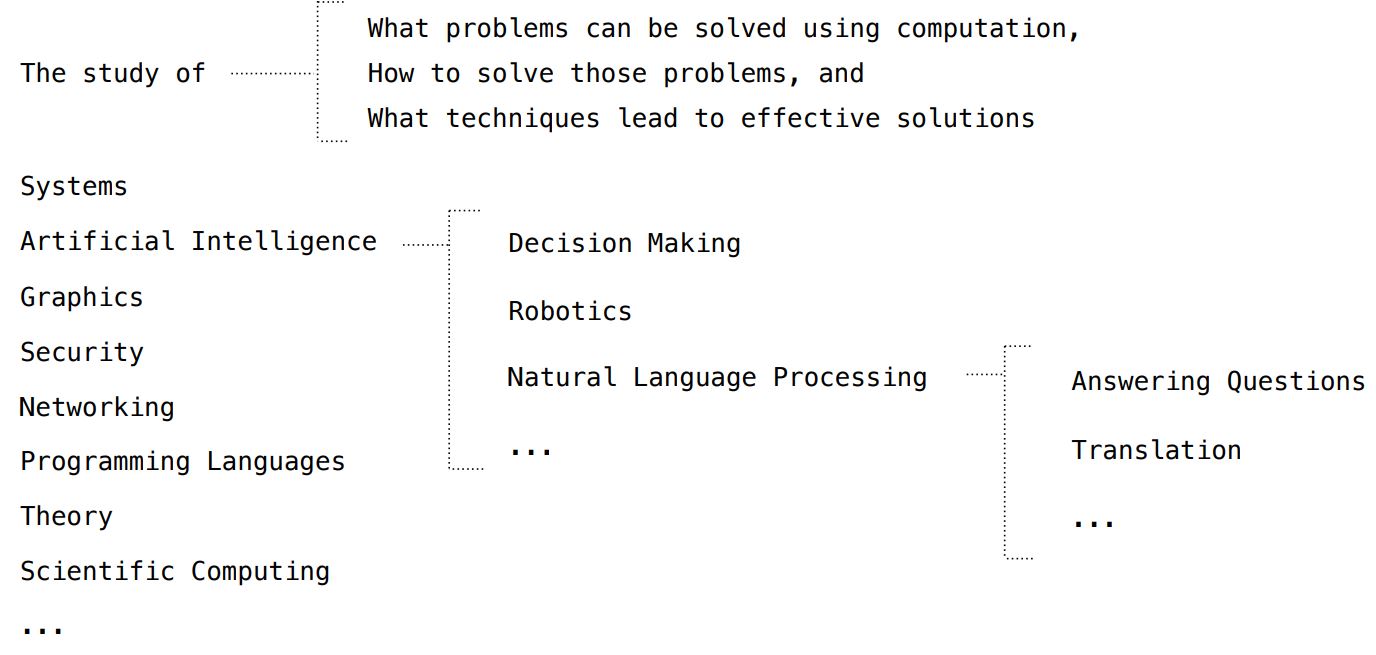 The study of
What problems can be solved using computation,
How to solve those problems, and
What techniques lead to effective solutions
Systems
Artificial Intelligence
Graphics
Security
Networking
Programming Languages
Theory
Scientific Computing
...
Decision Making
Robotics
Natural Language Processing
...
Answering Questions
Translation
...